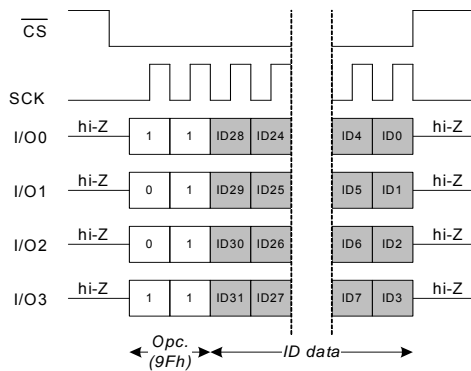 CS
SCK
hi-Z 1 1 ID28 ID24 ID4 ID0 hi-Z
I/O0
hi-Z 0 1 ID29 ID25 ID5 ID1 hi-Z
I/O1
hi-Z 0 1 ID30 ID26 ID6 ID2 hi-Z
I/O2
hi-Z 1 1 ID31 ID27 ID7 ID3 hi-Z
I/O3
Opc.
(9Fh)
ID data